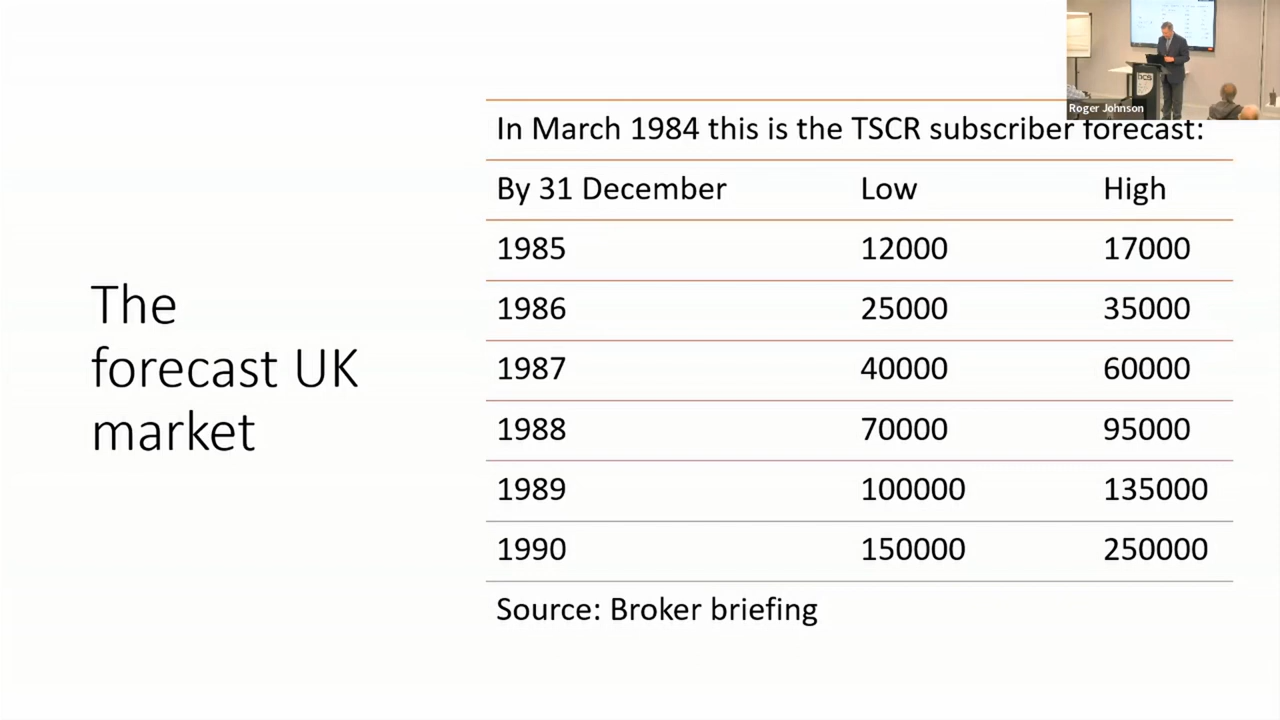 The
forecast UK
market
In March 1984 this is the TSCR subscriber forecast:
By 31 December Low High
1985 12000 17000
1986 25000 35000
1987 40000 60000
1988 70000 95000
1989 100000 135000
1990 150000 250000
Source: Broker briefing
bcs
Roger Johnson